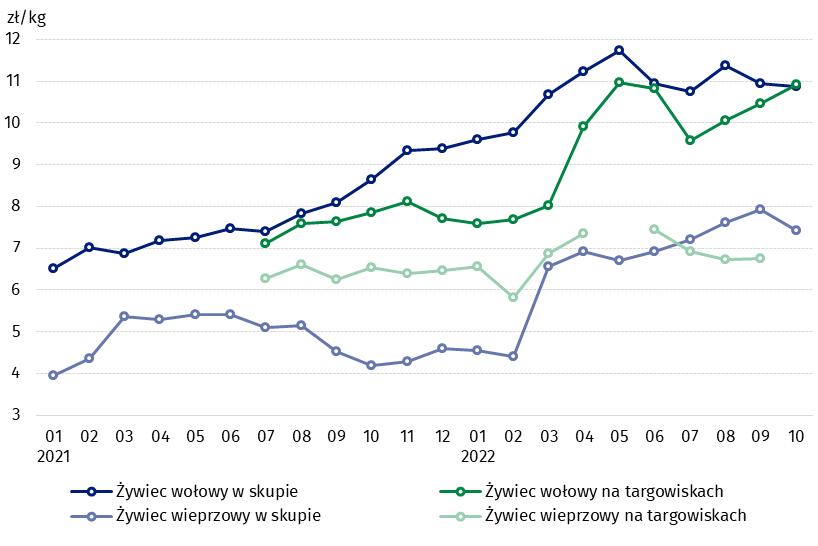 zł/kg
12
11
10
9
8
7
6
5
4
3
01 02 03 04 05 06 07 08 09 10 11 12 01 02 03 04 05 06 07 08 09 10
2021 2022
Żywiec wołowy w skupie Żywiec wołowy na targowiskach
Żywiec wieprzowy w skupie Żywiec wieprzowy na targowiskach